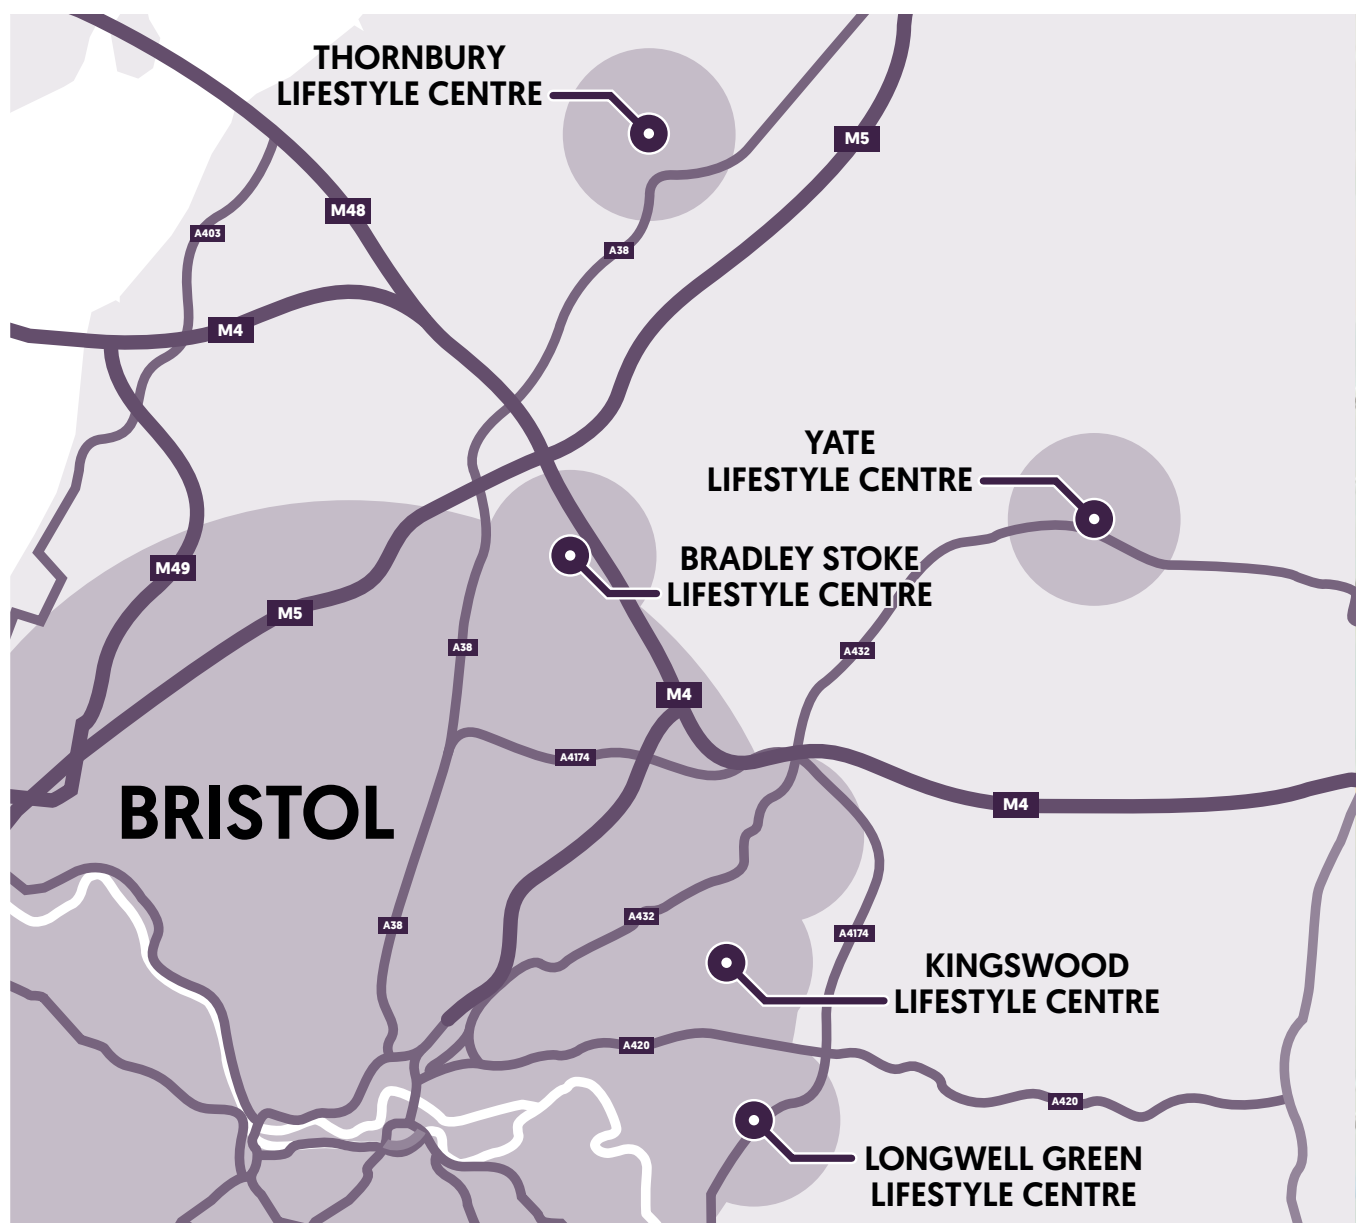 THORNBURY
LIFESTYLE CENTRE
M5
M48
A403
A38
M4
YATE
LIFESTYLE CENTRE
BRADLEY STOKE
LIFESTYLE CENTRE
M49
M5
A38
A432
M4
A4174
M4
BRISTOL
A432
A38
A4174
KINGSWOOD
LIFESTYLE CENTRE
A420
A420
LONGWELL GREEN
LIFESTYLE CENTRE